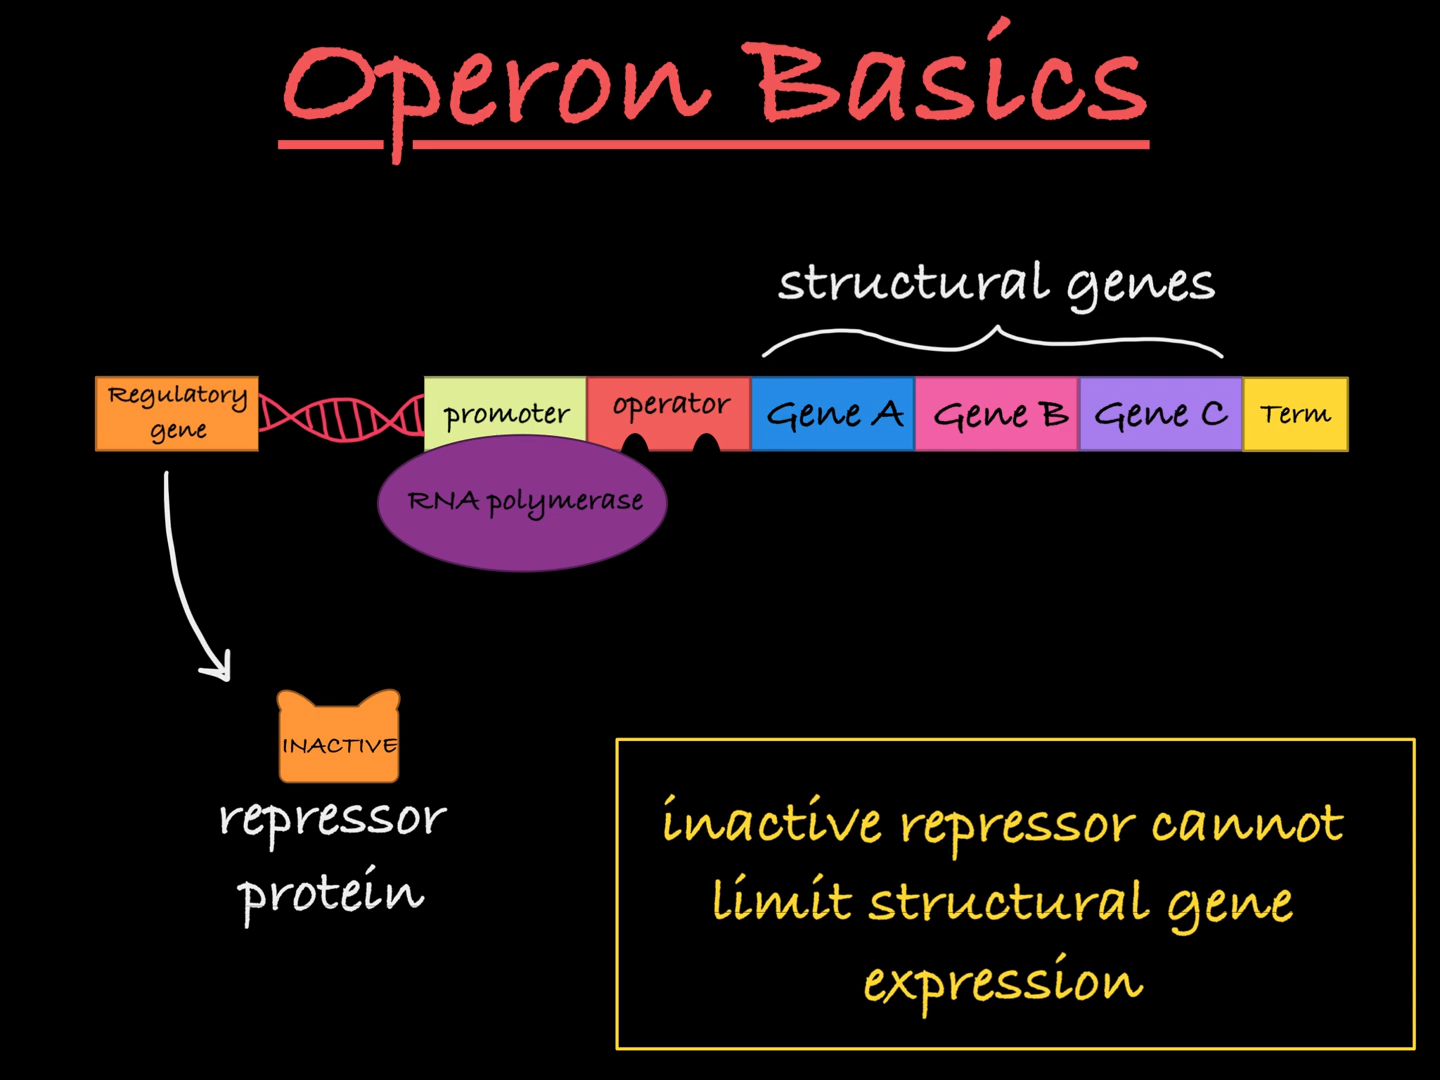 Operon Basics
structural genes
Regulatory
gene
promoter
operator
Gene A
Gene B
Gene C
Term
RNA polymerase
INACTIVE
repressor
protein
inactive repressor cannot
limit structural gene
expression